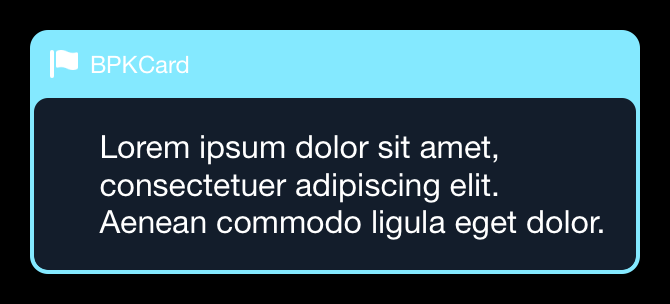 BPKCard
Lorem ipsum dolor sit amet,
consectetuer adipiscing elit.
Aenean commodo ligula eget dolor.